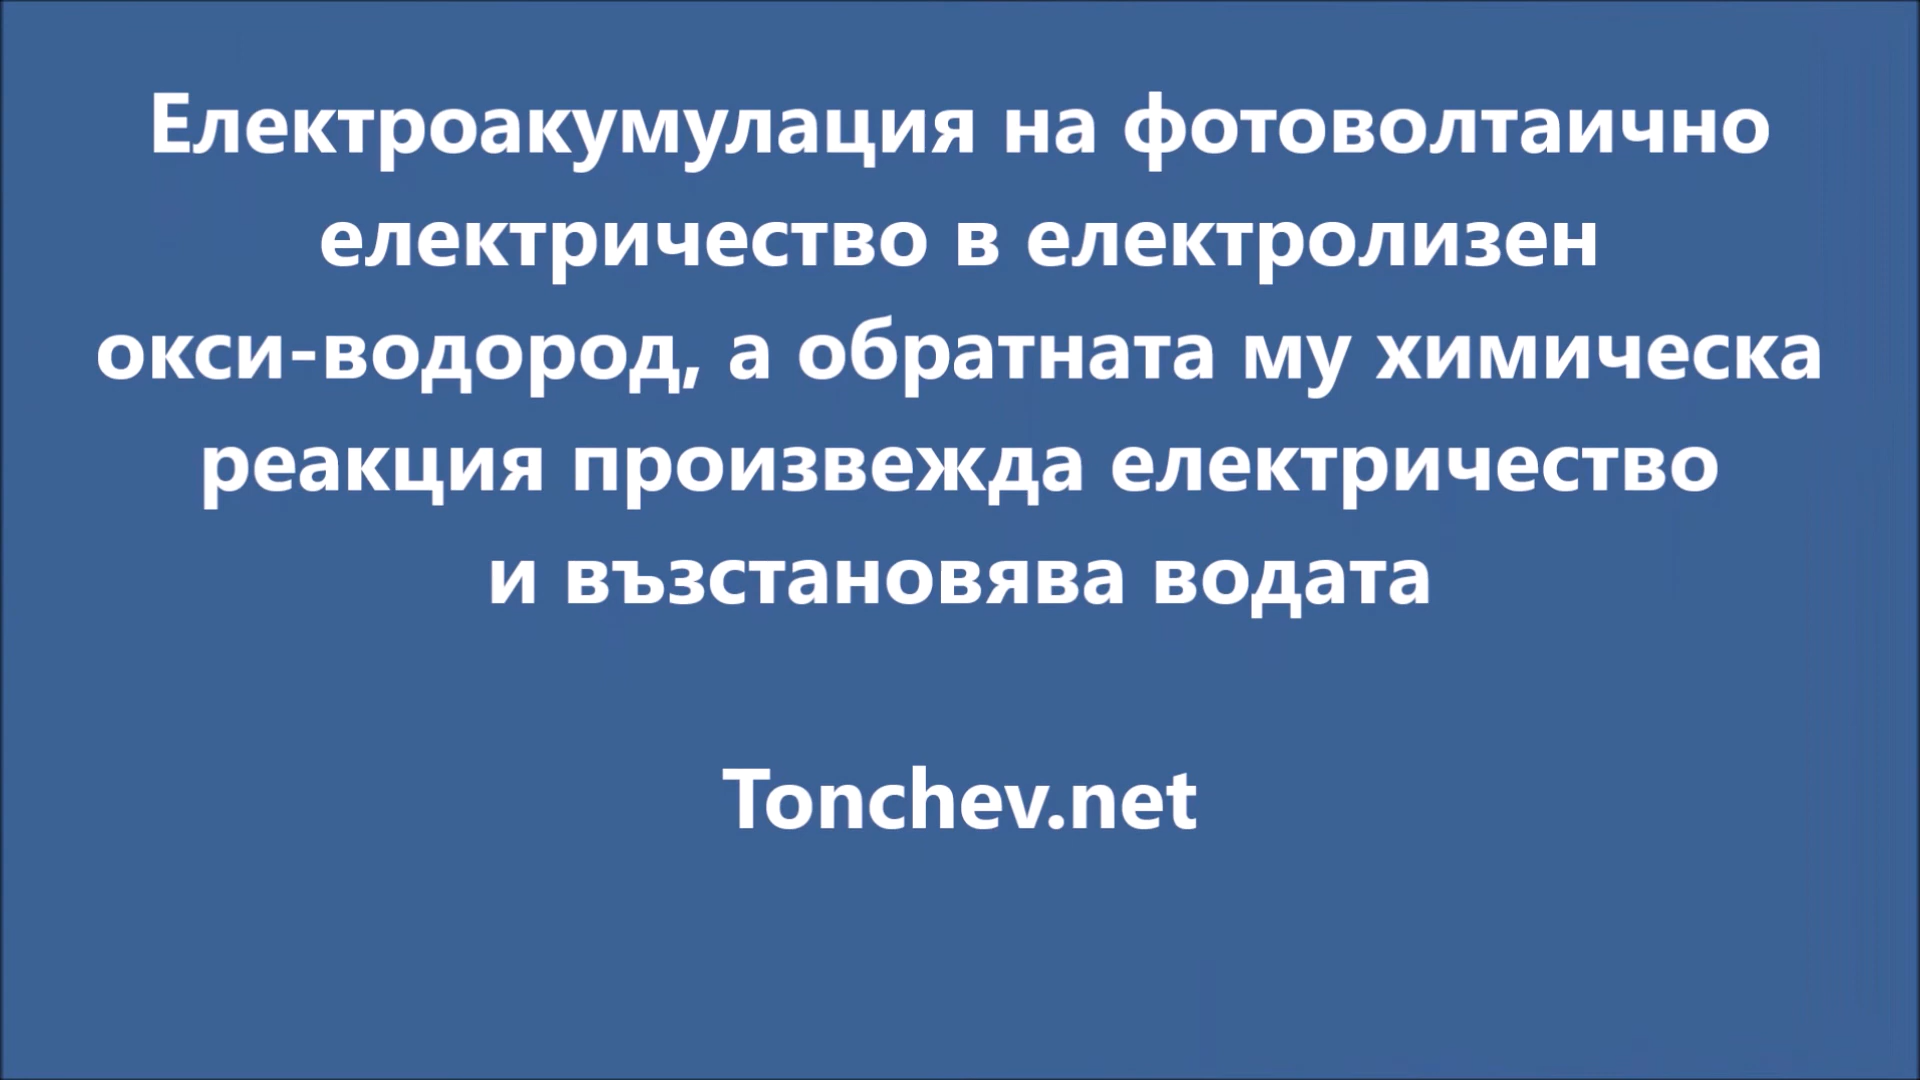 Електроакумулация на фотоволтаично
електричество в електролизен
окси-водород, а обратната му химическа
реакция произвежда електричество
и възстановява водата
Tonchev.net